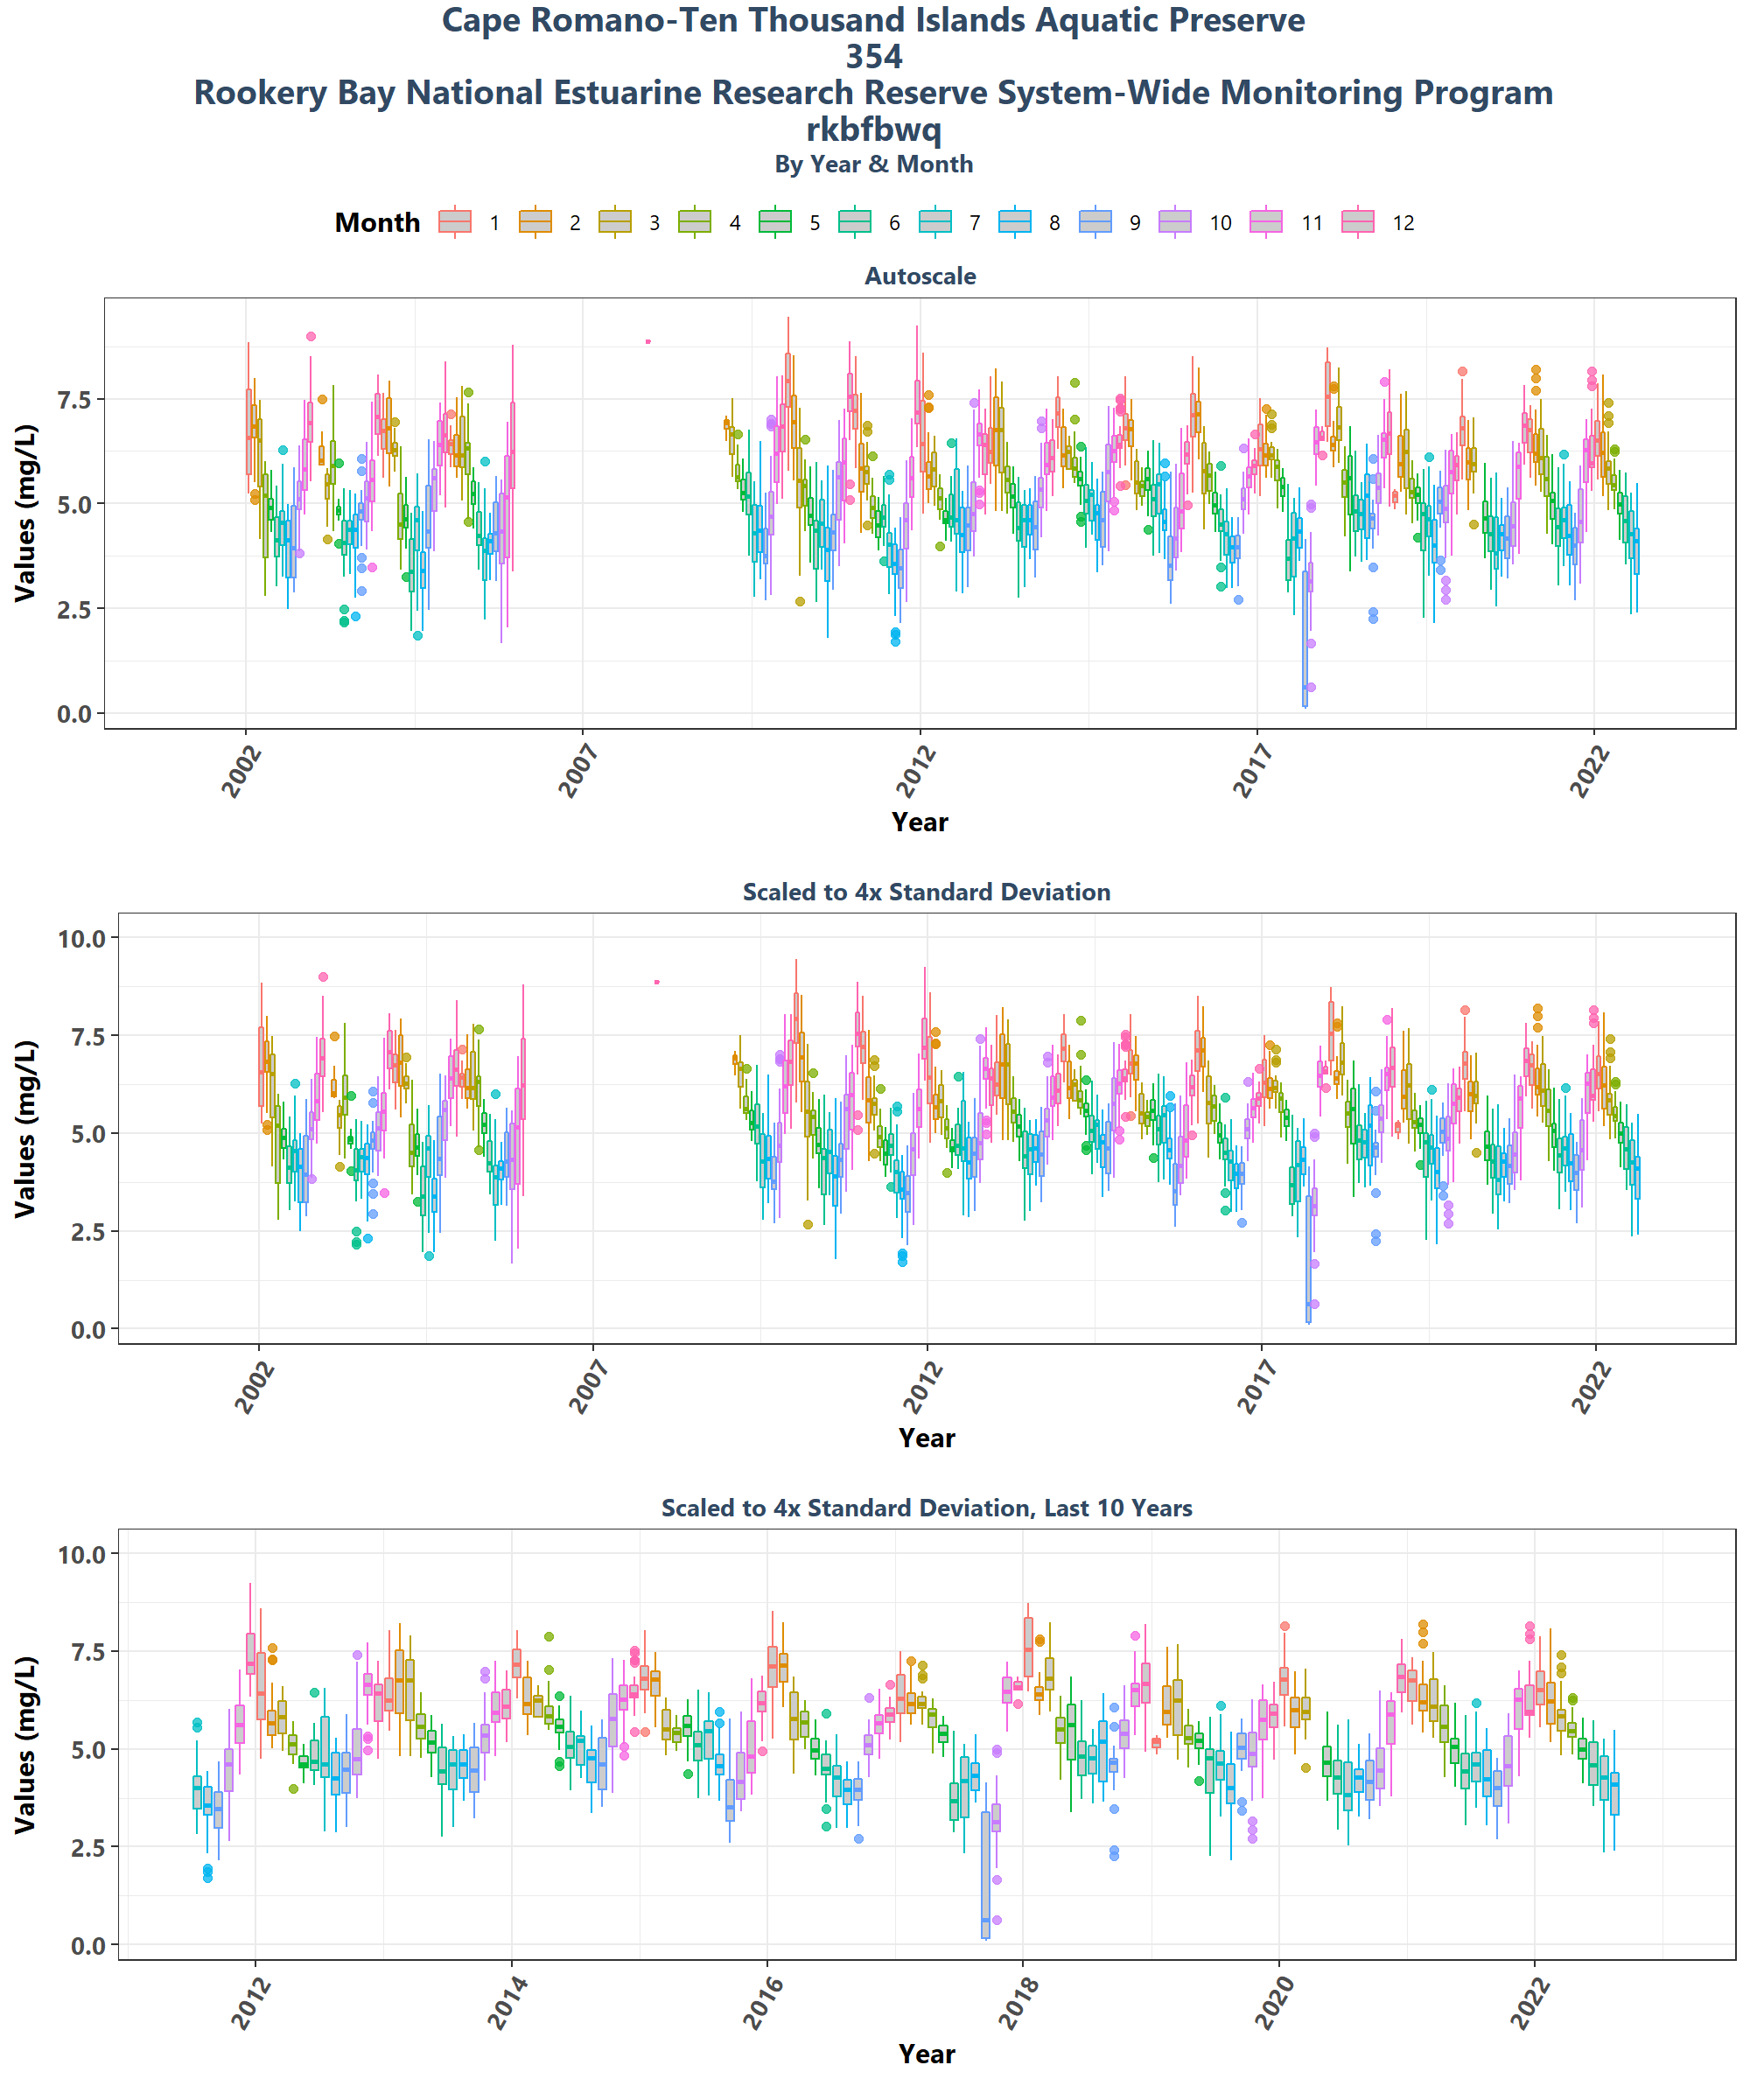 Cape Romano-Ten Thousand Islands Aquatic Preserve
354
Rookery Bay National Estuarine Research Reserve System-Wide Monitoring Program
rkbfbwq
By Year & Month
Month 1 2 3 4 5 6 7 8 9 10 11 12
Autoscale
Values (mg/L)
7.5
5.0
2.5
0.0
2002 2007 2012 2017 2022
Year
Scaled to 4x Standard Deviation
Values (mg/L)
10.0
7.5
5.0
2.5
0.0
2002 2007 2012 2017 2022
Year
Scaled to 4x Standard Deviation, Last 10 Years
Values (mg/L)
10.0
7.5
5.0
2.5
0.0
2012 2014 2016 2018 2020 2022
Year